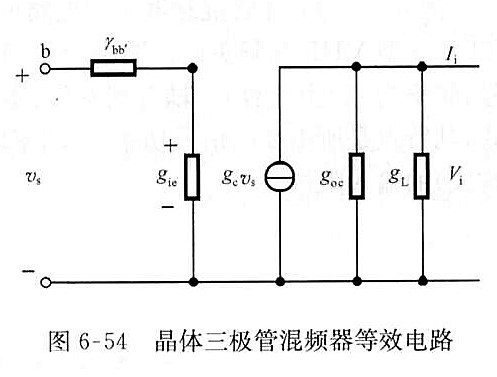 γbb′
b
Ii
+
+
vs
gie
gcvs
goc
gL
Vi
−
−
图 6-54 晶体三极管混频器等效电路